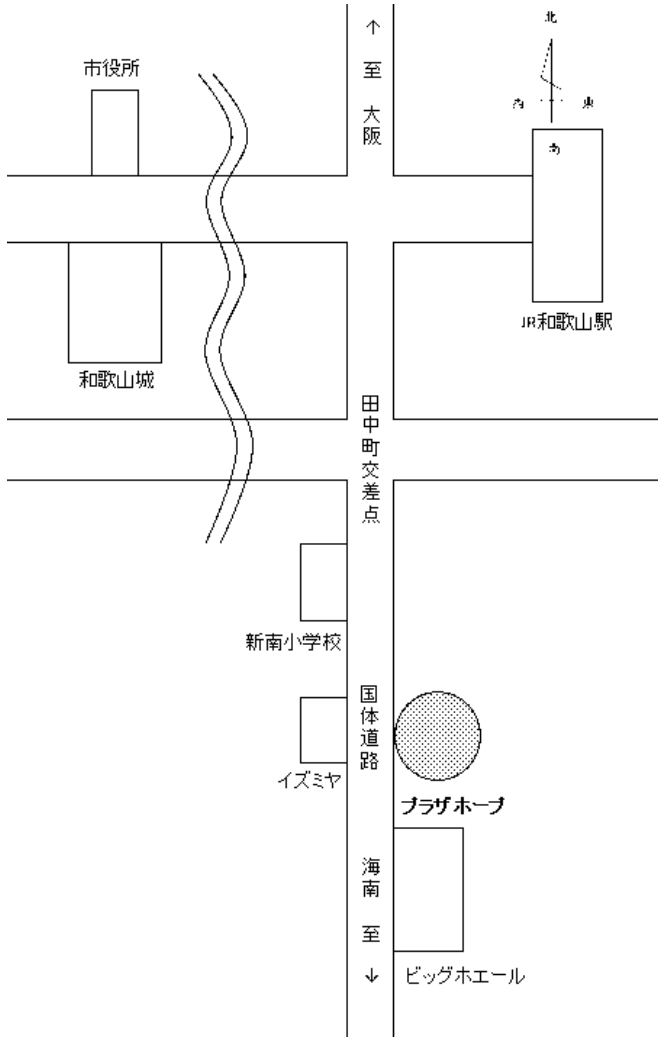 北
西
東
南
市役所
↑ 至 大阪
JR和歌山駅
和歌山城
田中町交差点
新南小学校
国体道路
イズミヤ
プラザホープ
海南 至 ↓
ビッグホエール